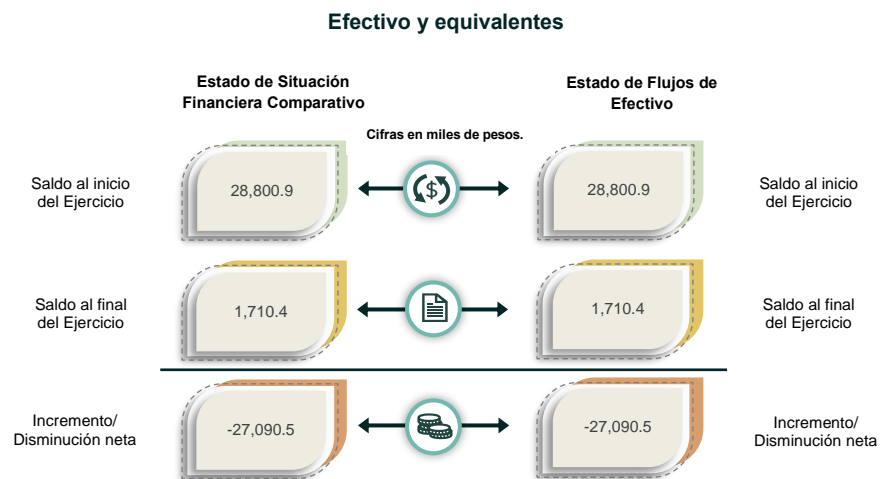 Efectivo y equivalentes
Estado de Situación
Financiera Comparativo
Estado de Flujos de
Efectivo
Cifras en miles de pesos.
Saldo al inicio
del Ejercicio
28,800.9
$
28,800.9
Saldo al inicio
del Ejercicio
Saldo al final
del Ejercicio
1,710.4
1,710.4
Saldo al final
del Ejercicio
Incremento/
Disminución neta
-27,090.5
-27,090.5
Incremento/
Disminución neta